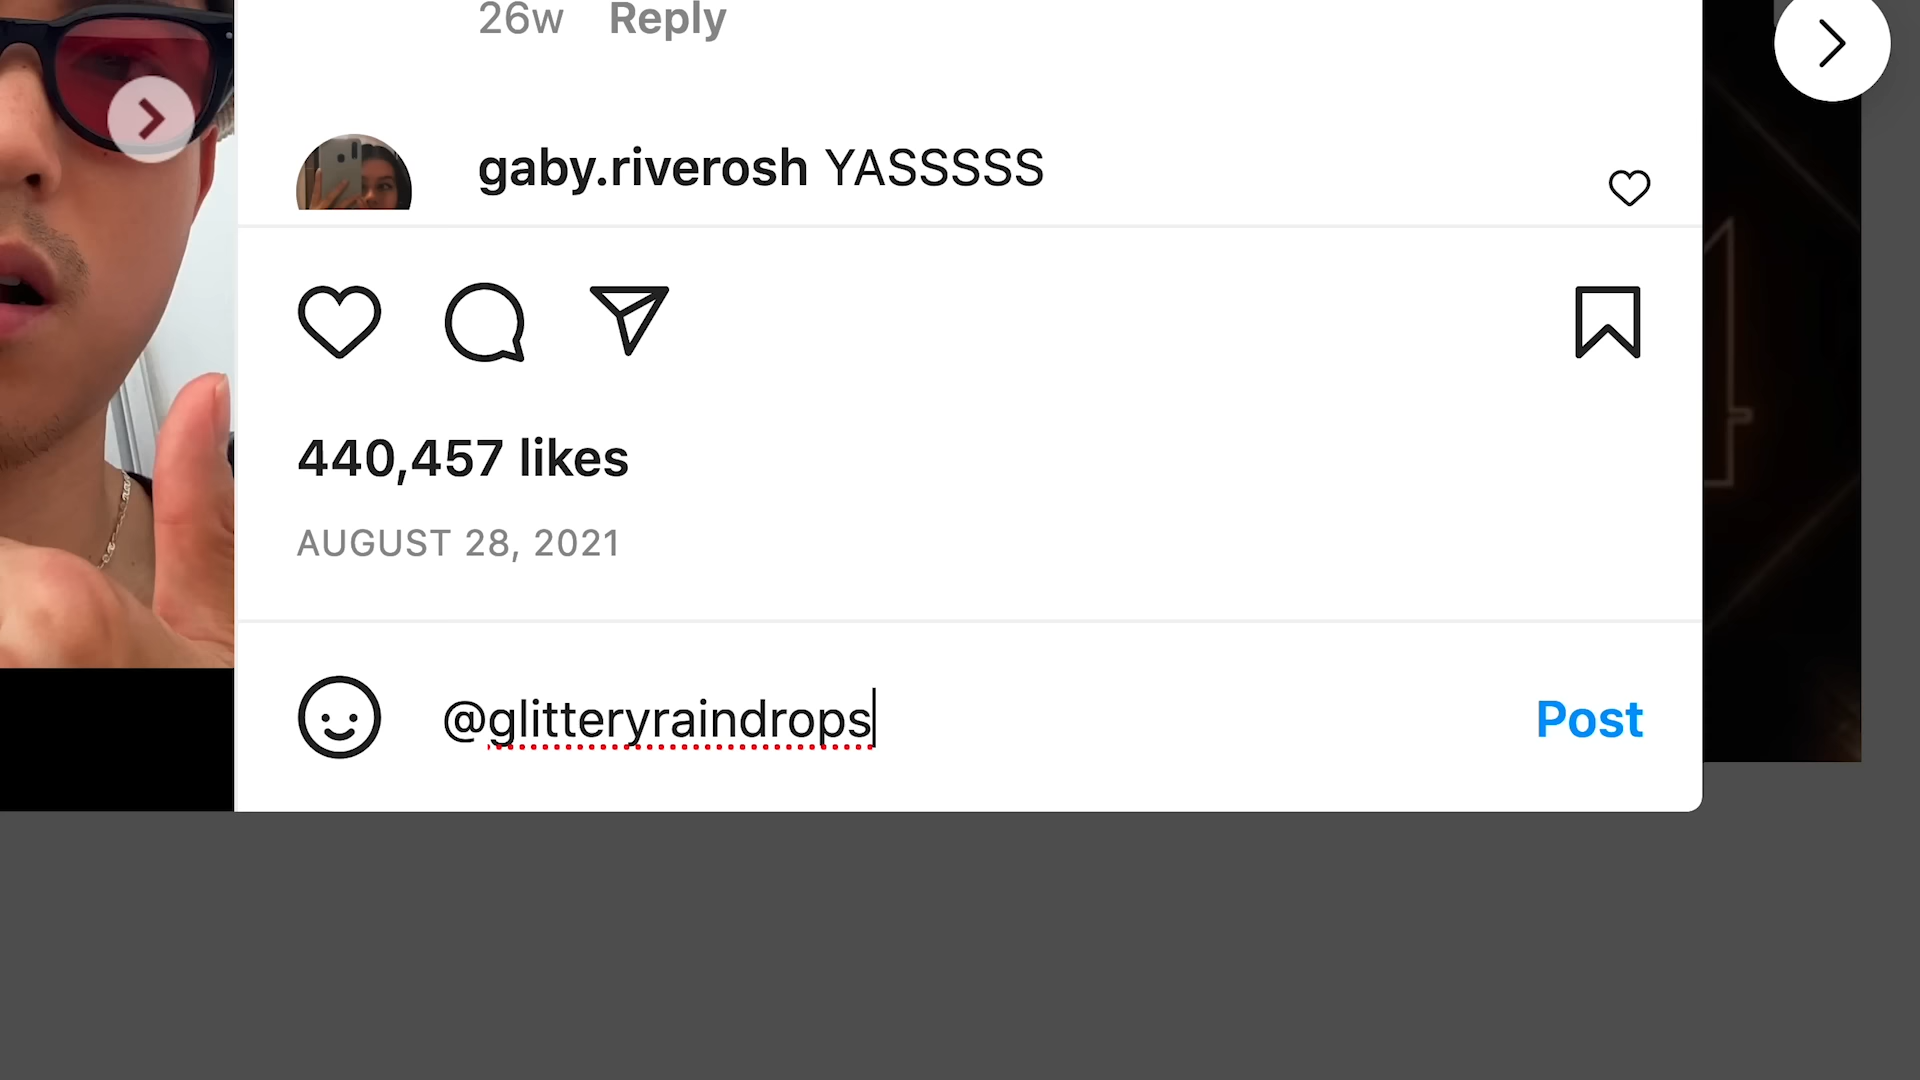 26w Reply
gaby.riverosh YASSSSS
440,457 likes
AUGUST 28, 2021
@glitteryraindrops Post